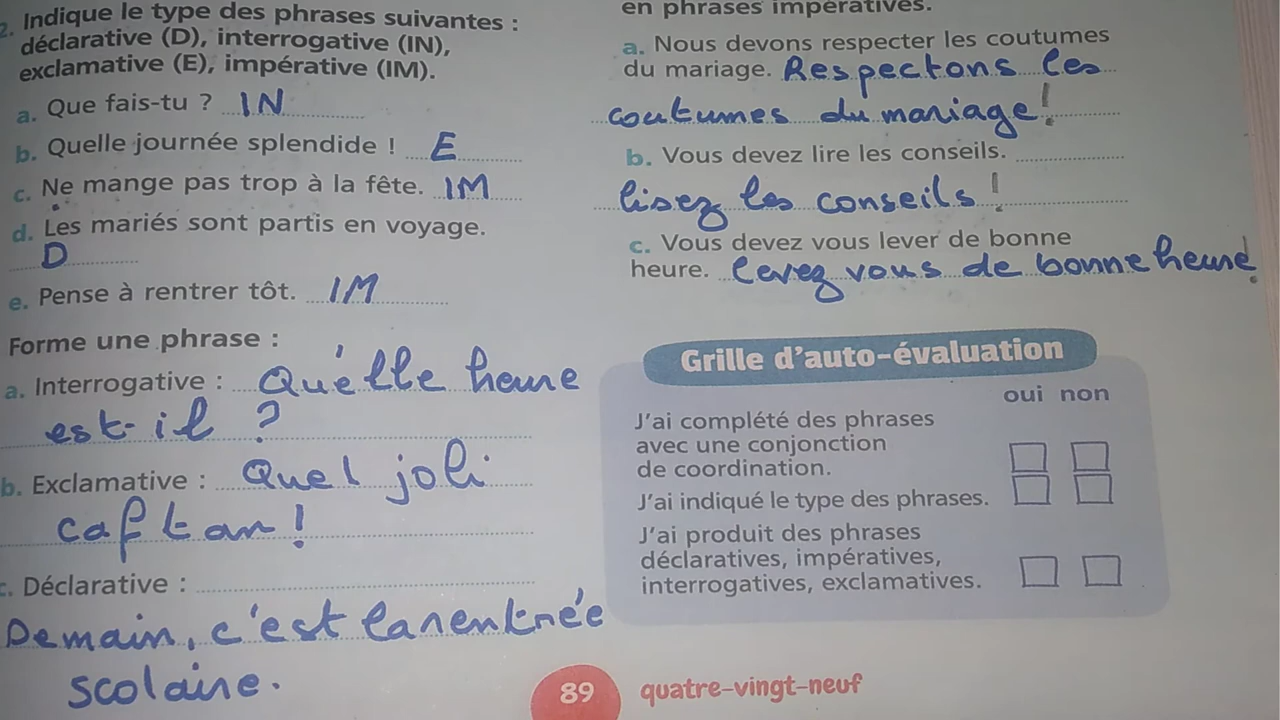 2. Indique le type des phrases suivantes :
déclarative (D), interrogative (IN),
exclamative (E), impérative (IM).
a. Que fais-tu ? IN
b. Quelle journée splendide ! E
c. Ne mange pas trop à la fête. IM
d. Les mariés sont partis en voyage.
D
e. Pense à rentrer tôt. IM
Forme une phrase :
a. Interrogative : Qu'elle heure
est-il ?
b. Exclamative : Quel joli
caftan !
c. Déclarative :
Demain, c'est la rentrée
scolaire.
en phrases impératives.
a. Nous devons respecter les coutumes
du mariage. Respectons les
coutumes du mariage !
b. Vous devez lire les conseils.
lisez les conseils !
c. Vous devez vous lever de bonne
heure. levez vous de bonne heure!
Grille d'auto-évaluation
oui non
J'ai complété des phrases
avec une conjonction
de coordination.
J'ai indiqué le type des phrases.
J'ai produit des phrases
déclaratives, impératives,
interrogatives, exclamatives.
89 quatre-vingt-neuf